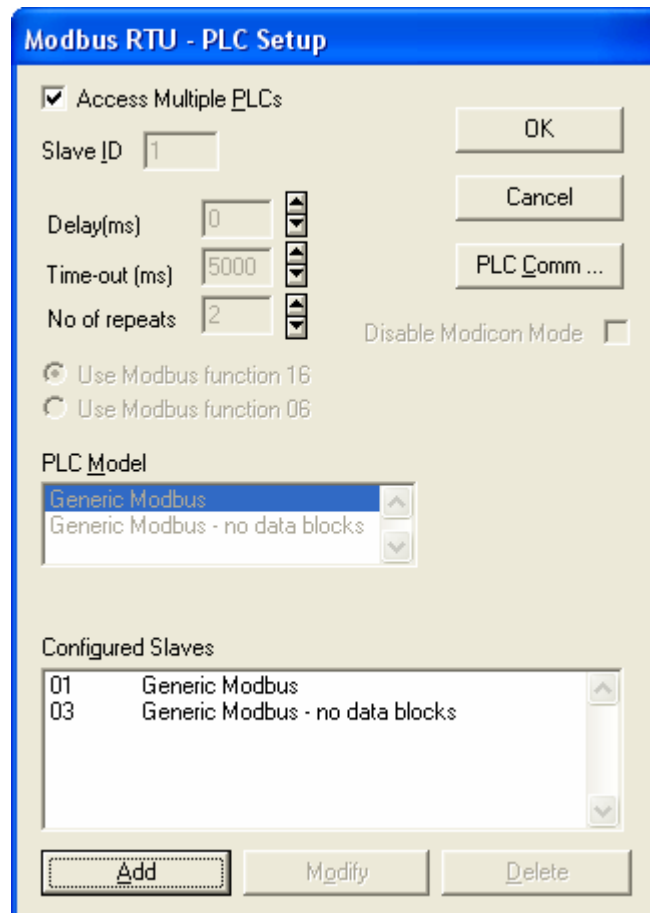 Modbus RTU - PLC Setup
Access Multiple PLCs
OK
Slave ID 1
Cancel
Delay(ms) 0
Time-out (ms) 5000
PLC Comm ...
No of repeats 2
Disable Modicon Mode
Use Modbus function 16
Use Modbus function 06
PLC Model
Generic Modbus
Generic Modbus - no data blocks
Configured Slaves
01 Generic Modbus
03 Generic Modbus - no data blocks
Add Modify Delete